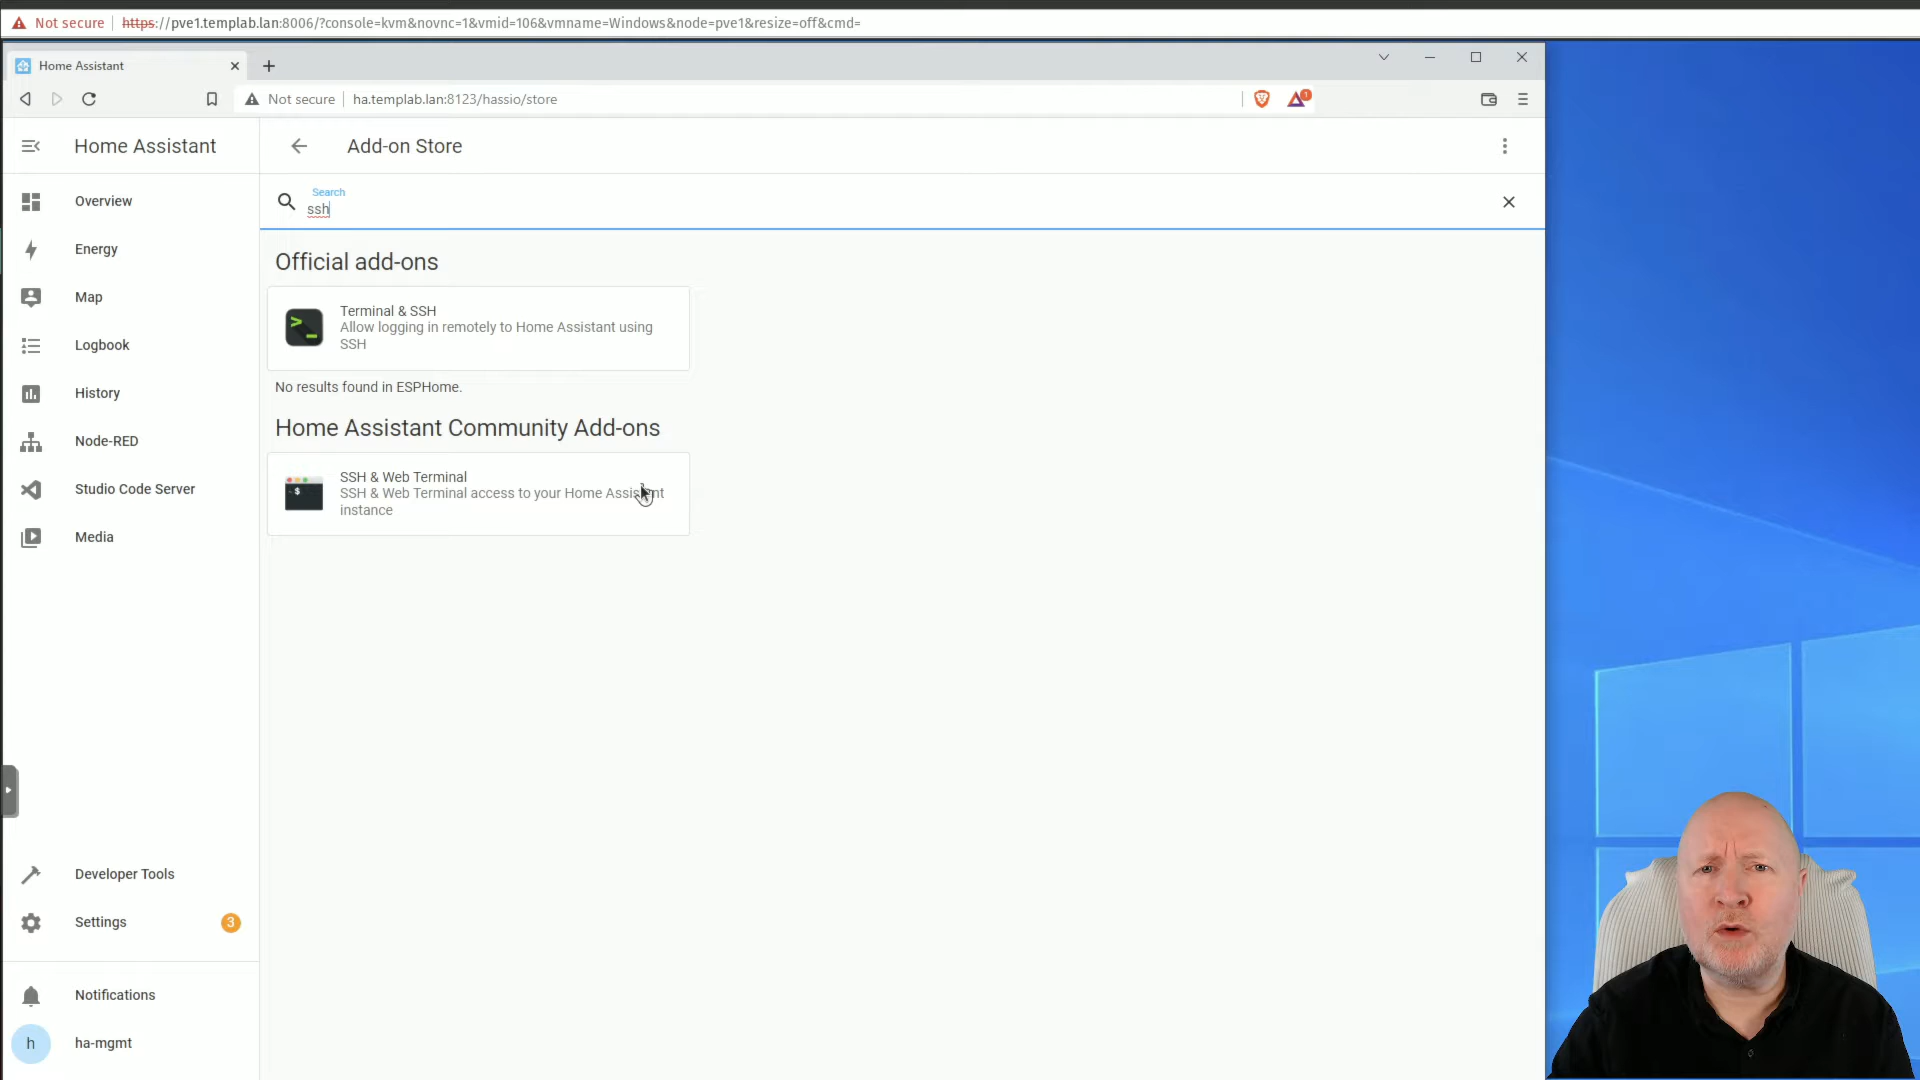 Not secure https://pve1.templab.lan:8006/?console=kvm&novnc=1&vmid=106&vmname=Windows&node=pve1&resize=off&cmd=
Home Assistant
Not secure ha.templab.lan:8123/hassio/store
1
Home Assistant
Add-on Store
Search
ssh
Overview
Energy
Map
Logbook
History
Node-RED
Studio Code Server
Media
Developer Tools
Settings 3
Notifications
h ha-mgmt
Official add-ons
>_
Terminal & SSH
Allow logging in remotely to Home Assistant using
SSH
No results found in ESPHome.
Home Assistant Community Add-ons
$
SSH & Web Terminal
SSH & Web Terminal access to your Home Assistant
instance